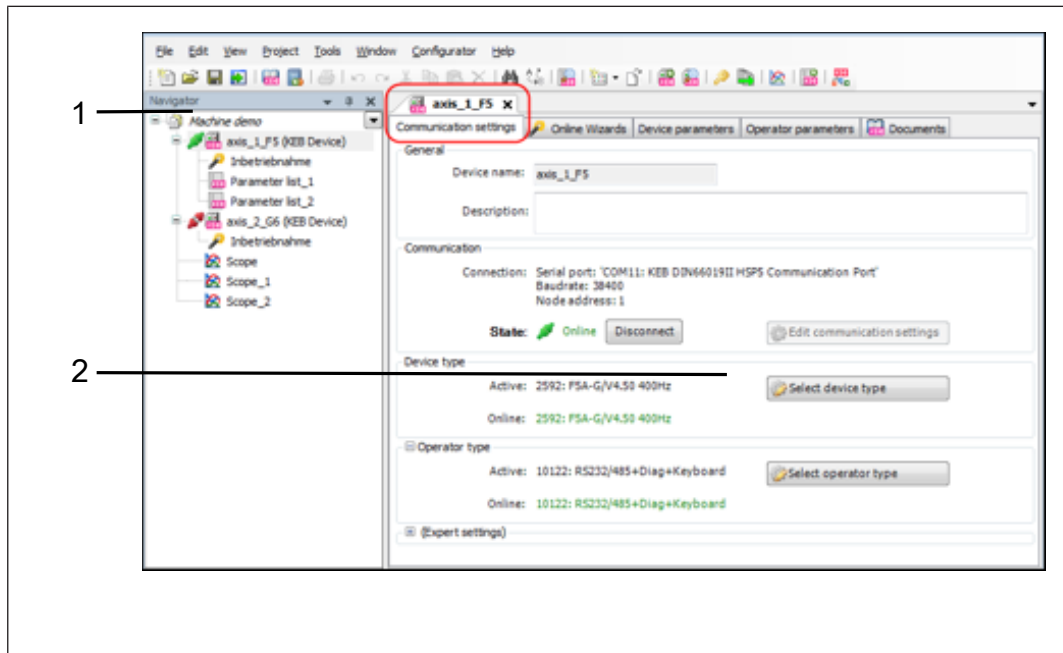 File Edit View Project Tools Window Configurator Help
Navigator
1
Machine demo
axis_1_F5 (KEB Device)
Inbetriebnahme
Parameter list_1
Parameter list_2
axis_2_G6 (KEB Device)
Inbetriebnahme
Scope
Scope_1
Scope_2
2
axis_1_F5
Communication settings Online Wizards Device parameters Operator parameters Documents
General
Device name: axis_1_F5
Description:
Communication
Connection: Serial port: 'COM11: KEB DIN66019II HSP5 Communication Port'
Baudrate: 38400
Node address: 1
State: Online Disconnect Edit communication settings
Device type
Active: 2592: F5A-G/V4.50 400Hz Select device type
Online: 2592: F5A-G/V4.50 400Hz
Operator type
Active: 10122: RS232/485+Diag+Keyboard Select operator type
Online: 10122: RS232/485+Diag+Keyboard
(Expert settings)